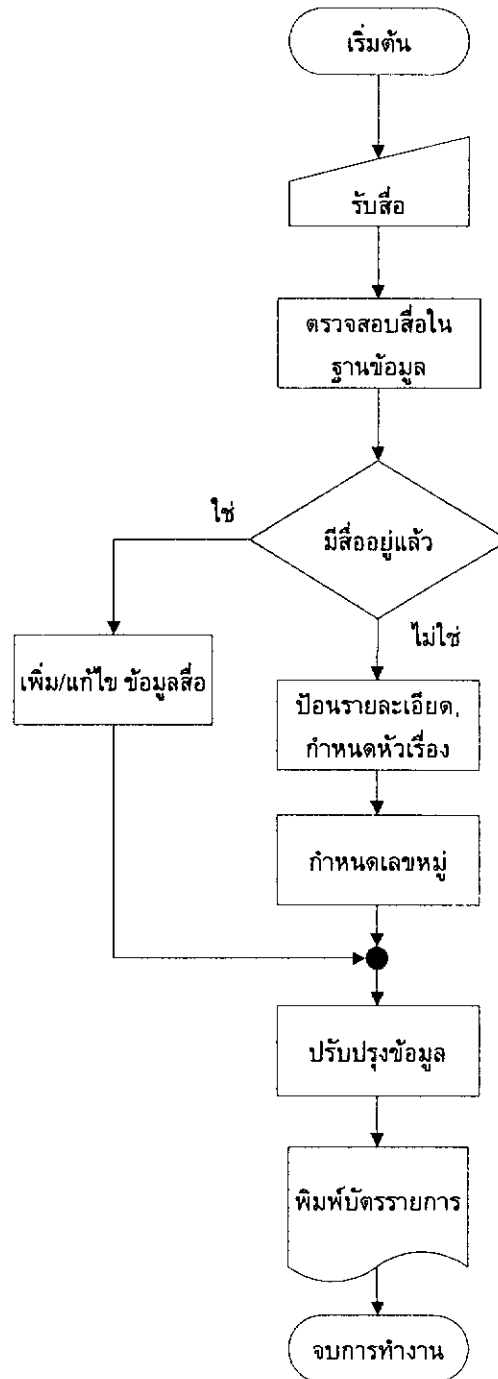 เริ่มต้น
รับสื่อ
ตรวจสอบสื่อใน
ฐานข้อมูล
มีสื่ออยู่แล้ว
ใช่
ไม่ใช่
เพิ่ม/แก้ไข ข้อมูลสื่อ
ป้อนรายละเอียด,
กำหนดหัวเรื่อง
กำหนดเลขหมู่
ปรับปรุงข้อมูล
พิมพ์บัตรรายการ
จบการทำงาน